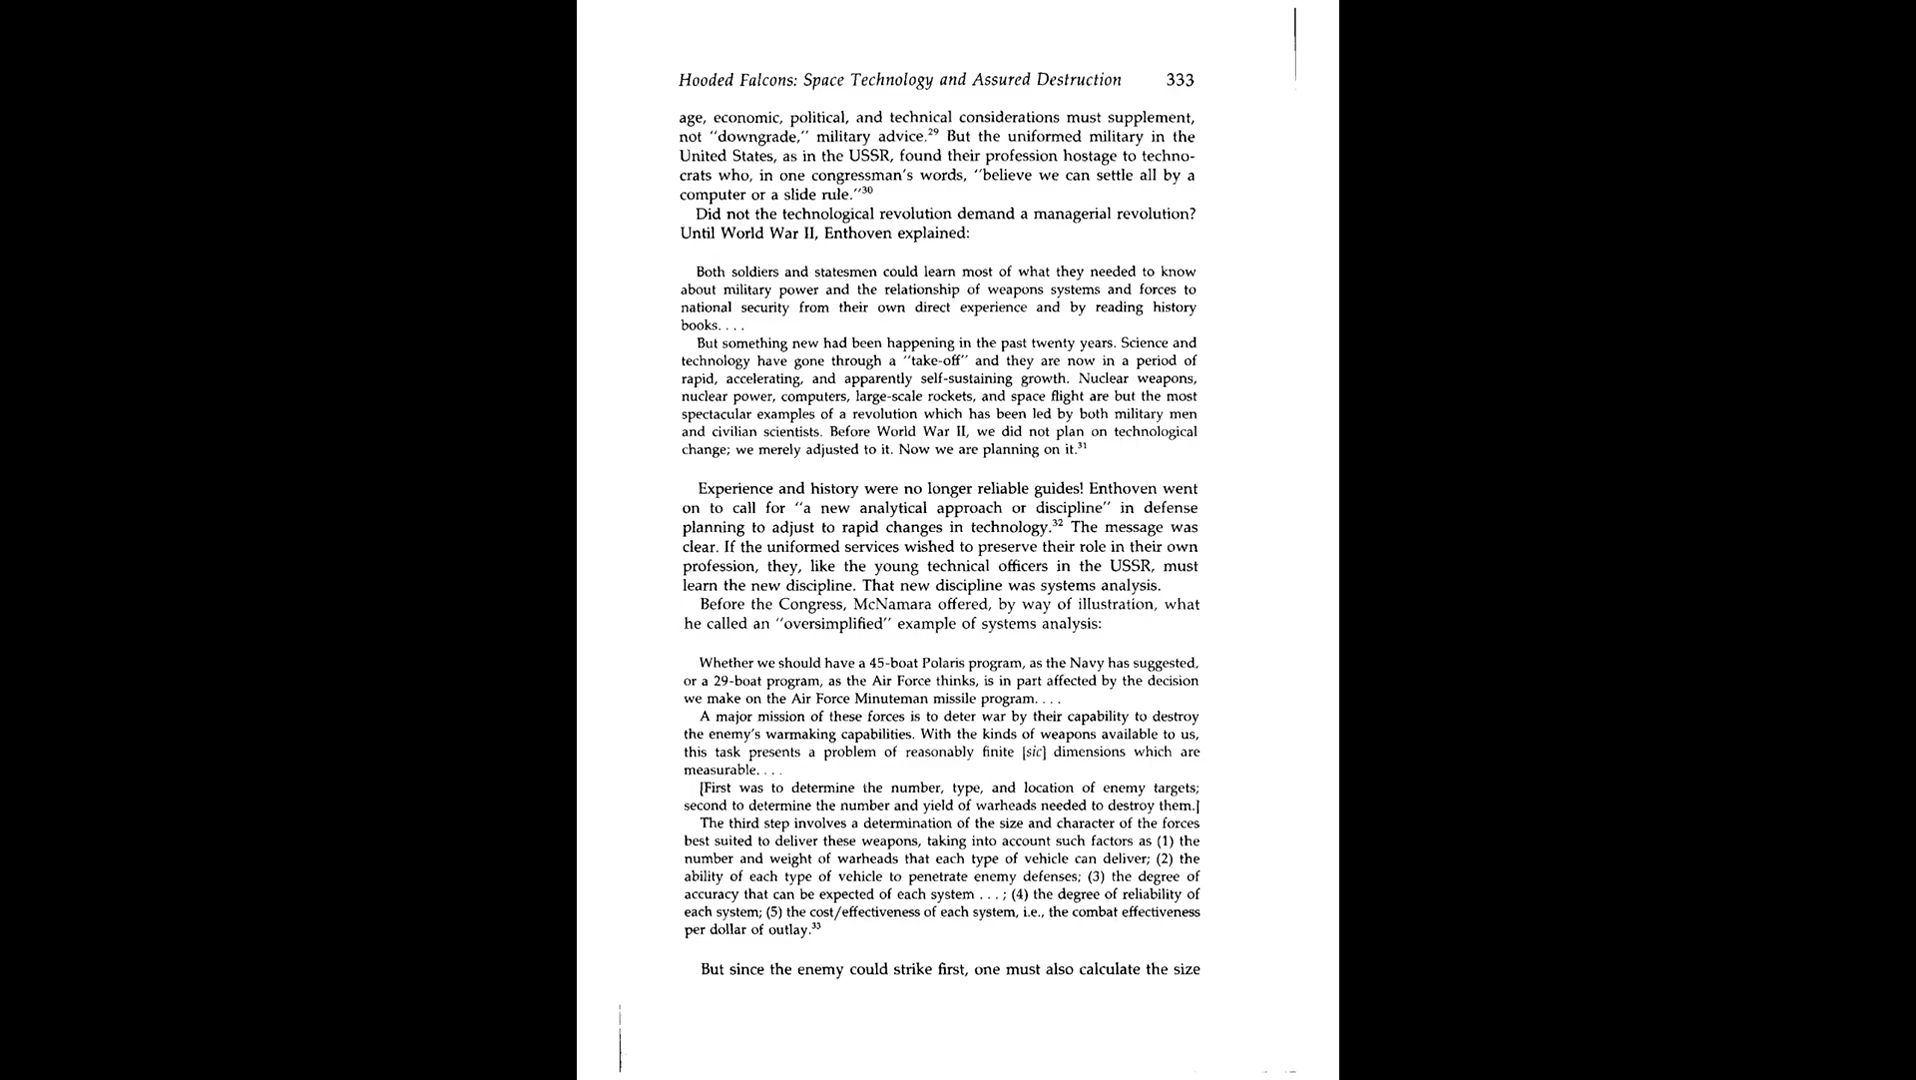 Hooded Falcons: Space Technology and Assured Destruction 333
age, economic, political, and technical considerations must supplement,
not "downgrade," military advice.29 But the uniformed military in the
United States, as in the USSR, found their profession hostage to techno-
crats who, in one congressman's words, "believe we can settle all by a
computer or a slide rule."30
Did not the technological revolution demand a managerial revolution?
Until World War II, Enthoven explained:
Both soldiers and statesmen could learn most of what they needed to know
about military power and the relationship of weapons systems and forces to
national security from their own direct experience and by reading history
books. . . .
But something new had been happening in the past twenty years. Science and
technology have gone through a "take-off" and they are now in a period of
rapid, accelerating, and apparently self-sustaining growth. Nuclear weapons,
nuclear power, computers, large-scale rockets, and space flight are but the most
spectacular examples of a revolution which has been led by both military men
and civilian scientists. Before World War II, we did not plan on technological
change; we merely adjusted to it. Now we are planning on it.31
Experience and history were no longer reliable guides! Enthoven went
on to call for "a new analytical approach or discipline" in defense
planning to adjust to rapid changes in technology.32 The message was
clear. If the uniformed services wished to preserve their role in their own
profession, they, like the young technical officers in the USSR, must
learn the new discipline. That new discipline was systems analysis.
Before the Congress, McNamara offered, by way of illustration, what
he called an "oversimplified" example of systems analysis:
Whether we should have a 45-boat Polaris program, as the Navy has suggested,
or a 29-boat program, as the Air Force thinks, is in part affected by the decision
we make on the Air Force Minuteman missile program. . . .
A major mission of these forces is to deter war by their capability to destroy
the enemy's warmaking capabilities. With the kinds of weapons available to us,
this task presents a problem of reasonably finite [sic] dimensions which are
measurable. . . .
[First was to determine the number, type, and location of enemy targets;
second to determine the number and yield of warheads needed to destroy them.]
The third step involves a determination of the size and character of the forces
best suited to deliver these weapons, taking into account such factors as (1) the
number and weight of warheads that each type of vehicle can deliver; (2) the
ability of each type of vehicle to penetrate enemy defenses; (3) the degree of
accuracy that can be expected of each system . . . ; (4) the degree of reliability of
each system; (5) the cost/effectiveness of each system, i.e., the combat effectiveness
per dollar of outlay.33
But since the enemy could strike first, one must also calculate the size